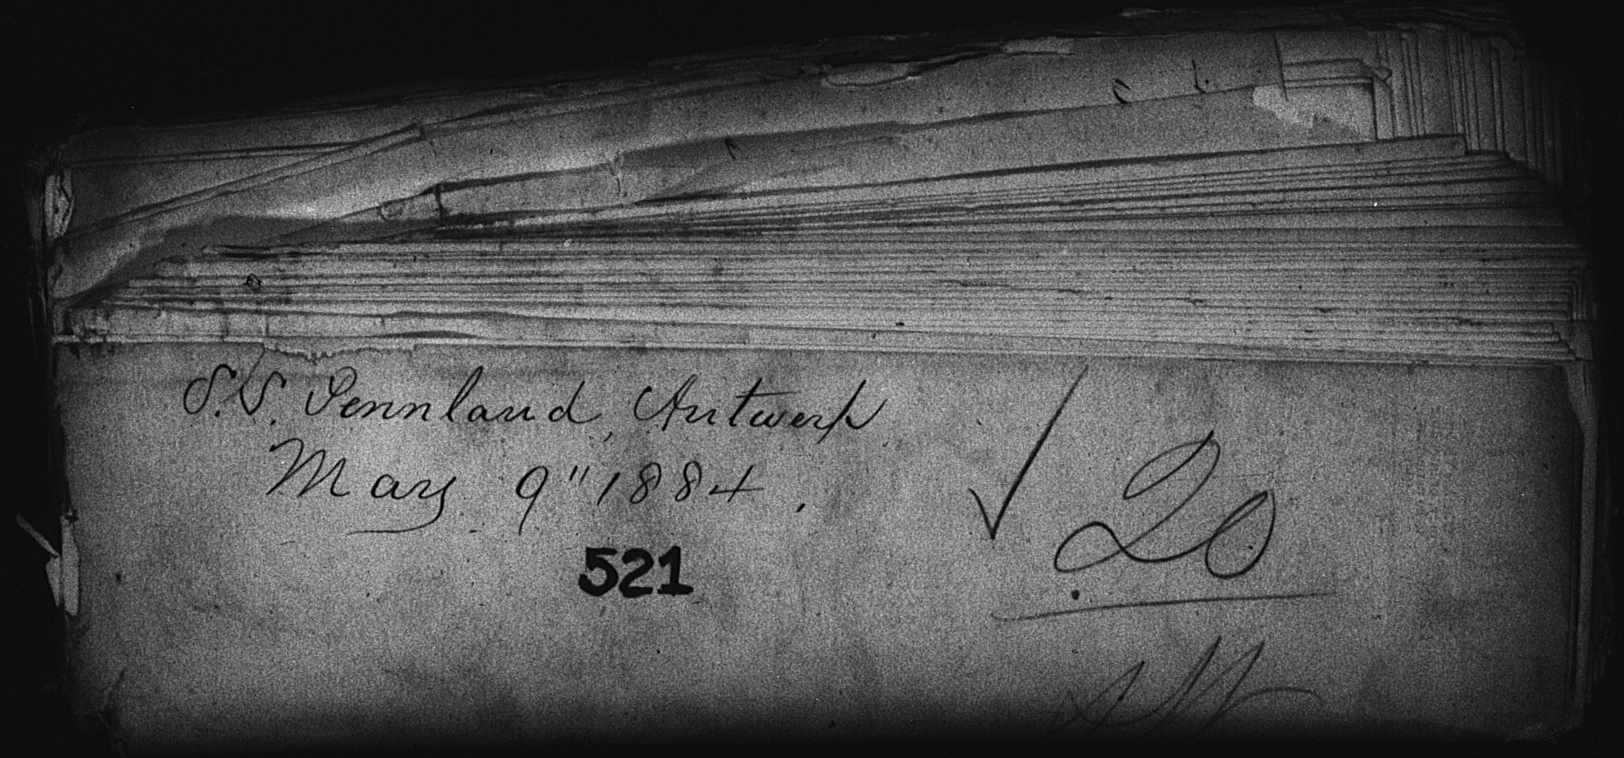 S.S. Pennland, Antwerp
May 9" 1884.
521
✓ 20